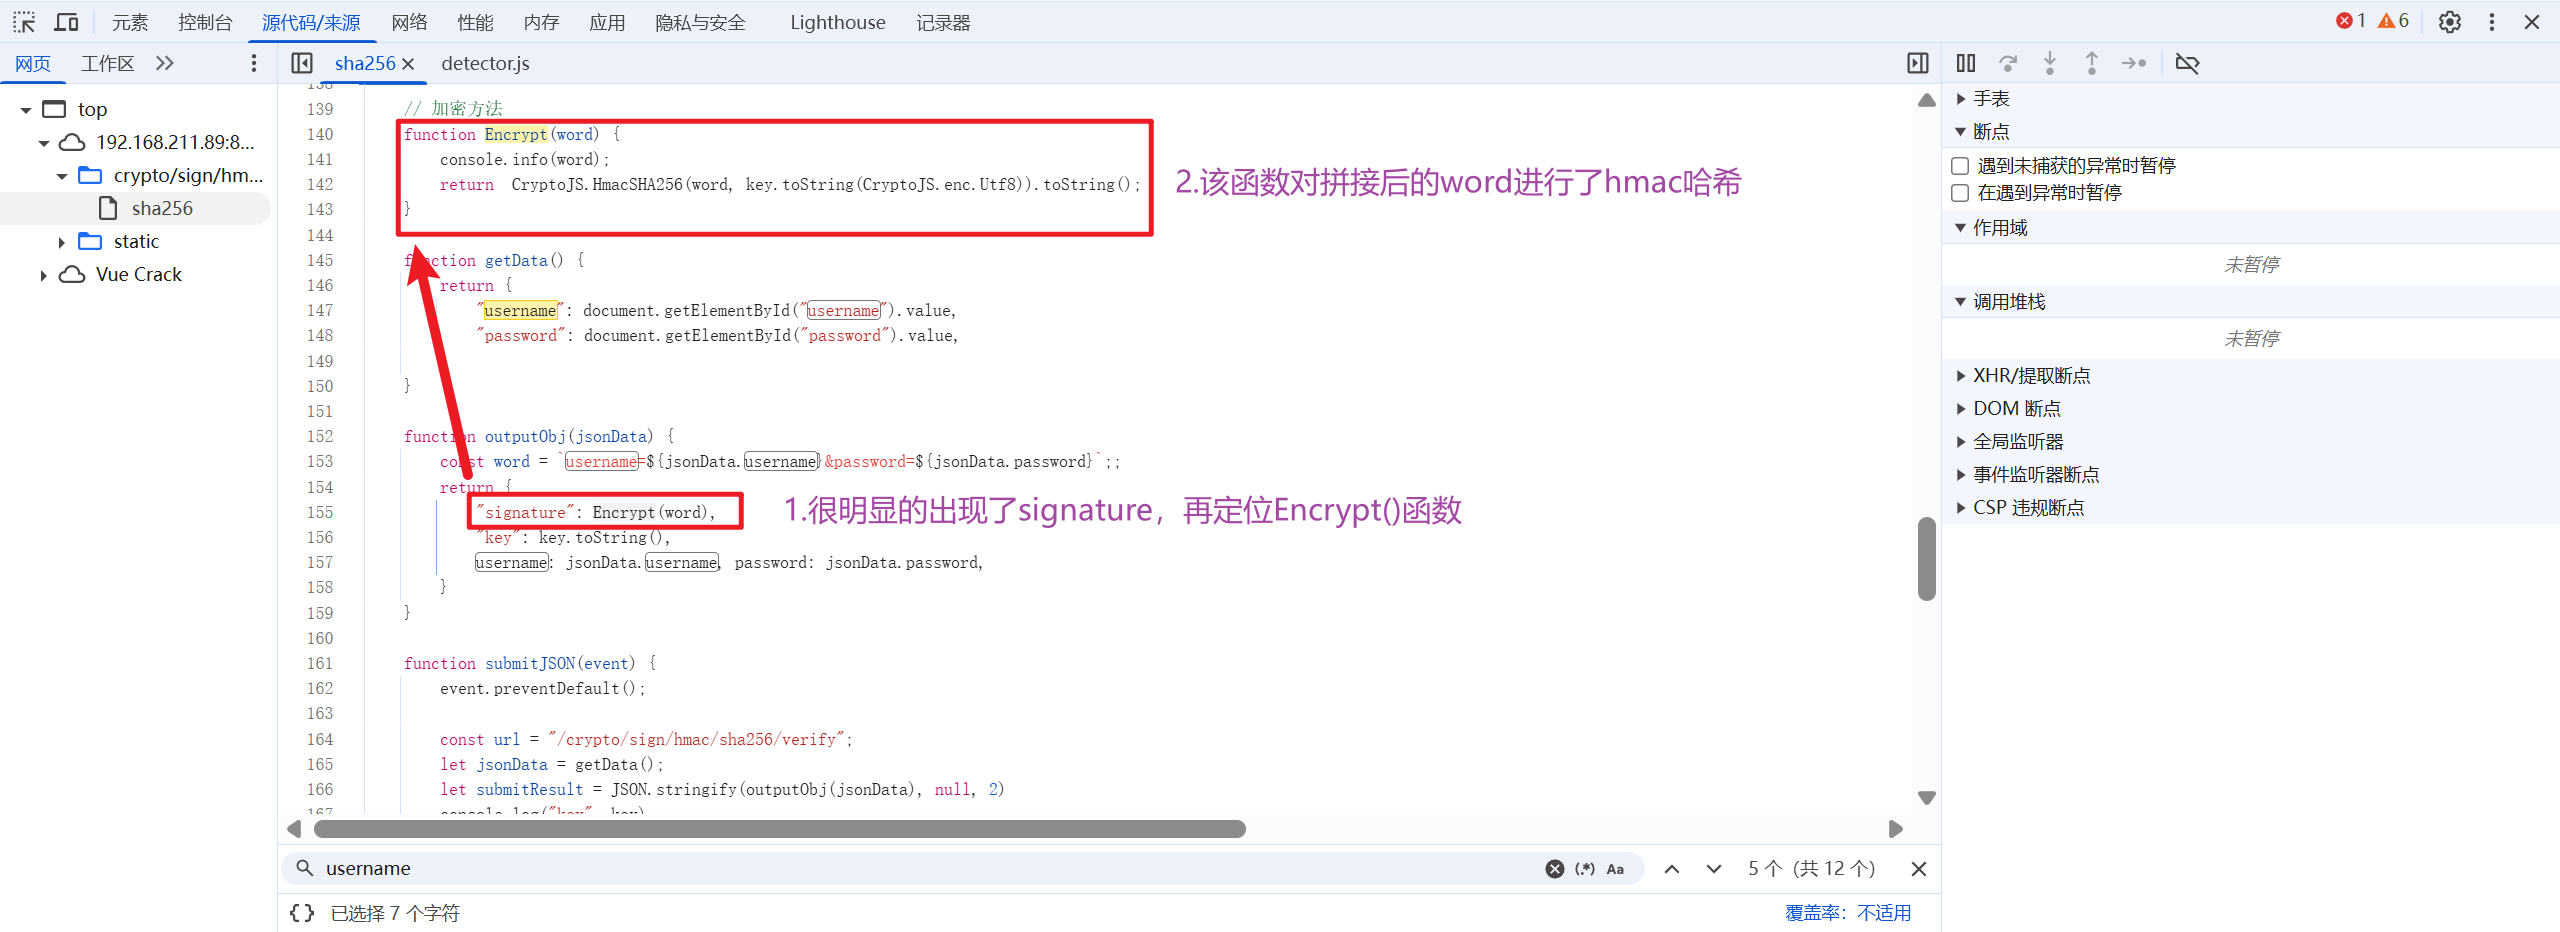 元素 控制台 源代码/来源 网络 性能 内存 应用 隐私与安全 Lighthouse 记录器 1 6
网页 工作区 sha256 detector.js
top
192.168.211.89:8...
crypto/sign/hm...
sha256
static
Vue Crack
138
139 // 加密方法
140 function Encrypt(word) {
141 console.info(word);
142 return CryptoJS.HmacSHA256(word, key.toString(CryptoJS.enc.Utf8)).toString();
143 }
144
2.该函数对拼接后的word进行了hmac哈希
145 function getData() {
146 return {
147 "username": document.getElementById("username").value,
148 "password": document.getElementById("password").value,
149
150 }
151
152 function outputObj(jsonData) {
153 const word = `username=${jsonData.username}&password=${jsonData.password}`;;
154 return {
155 "signature": Encrypt(word),
1.很明显的出现了signature，再定位Encrypt()函数
156 "key": key.toString(),
157 username: jsonData.username, password: jsonData.password,
158 }
159 }
160
161 function submitJSON(event) {
162 event.preventDefault();
163
164 const url = "/crypto/sign/hmac/sha256/verify";
165 let jsonData = getData();
166 let submitResult = JSON.stringify(outputObj(jsonData), null, 2)
167 console.log("key", key)
username (.*) Aa 5 个（共 12 个）
{} 已选择 7 个字符 覆盖率：不适用
手表
断点
遇到未捕获的异常时暂停
在遇到异常时暂停
作用域
未暂停
调用堆栈
未暂停
XHR/提取断点
DOM 断点
全局监听器
事件监听器断点
CSP 违规断点